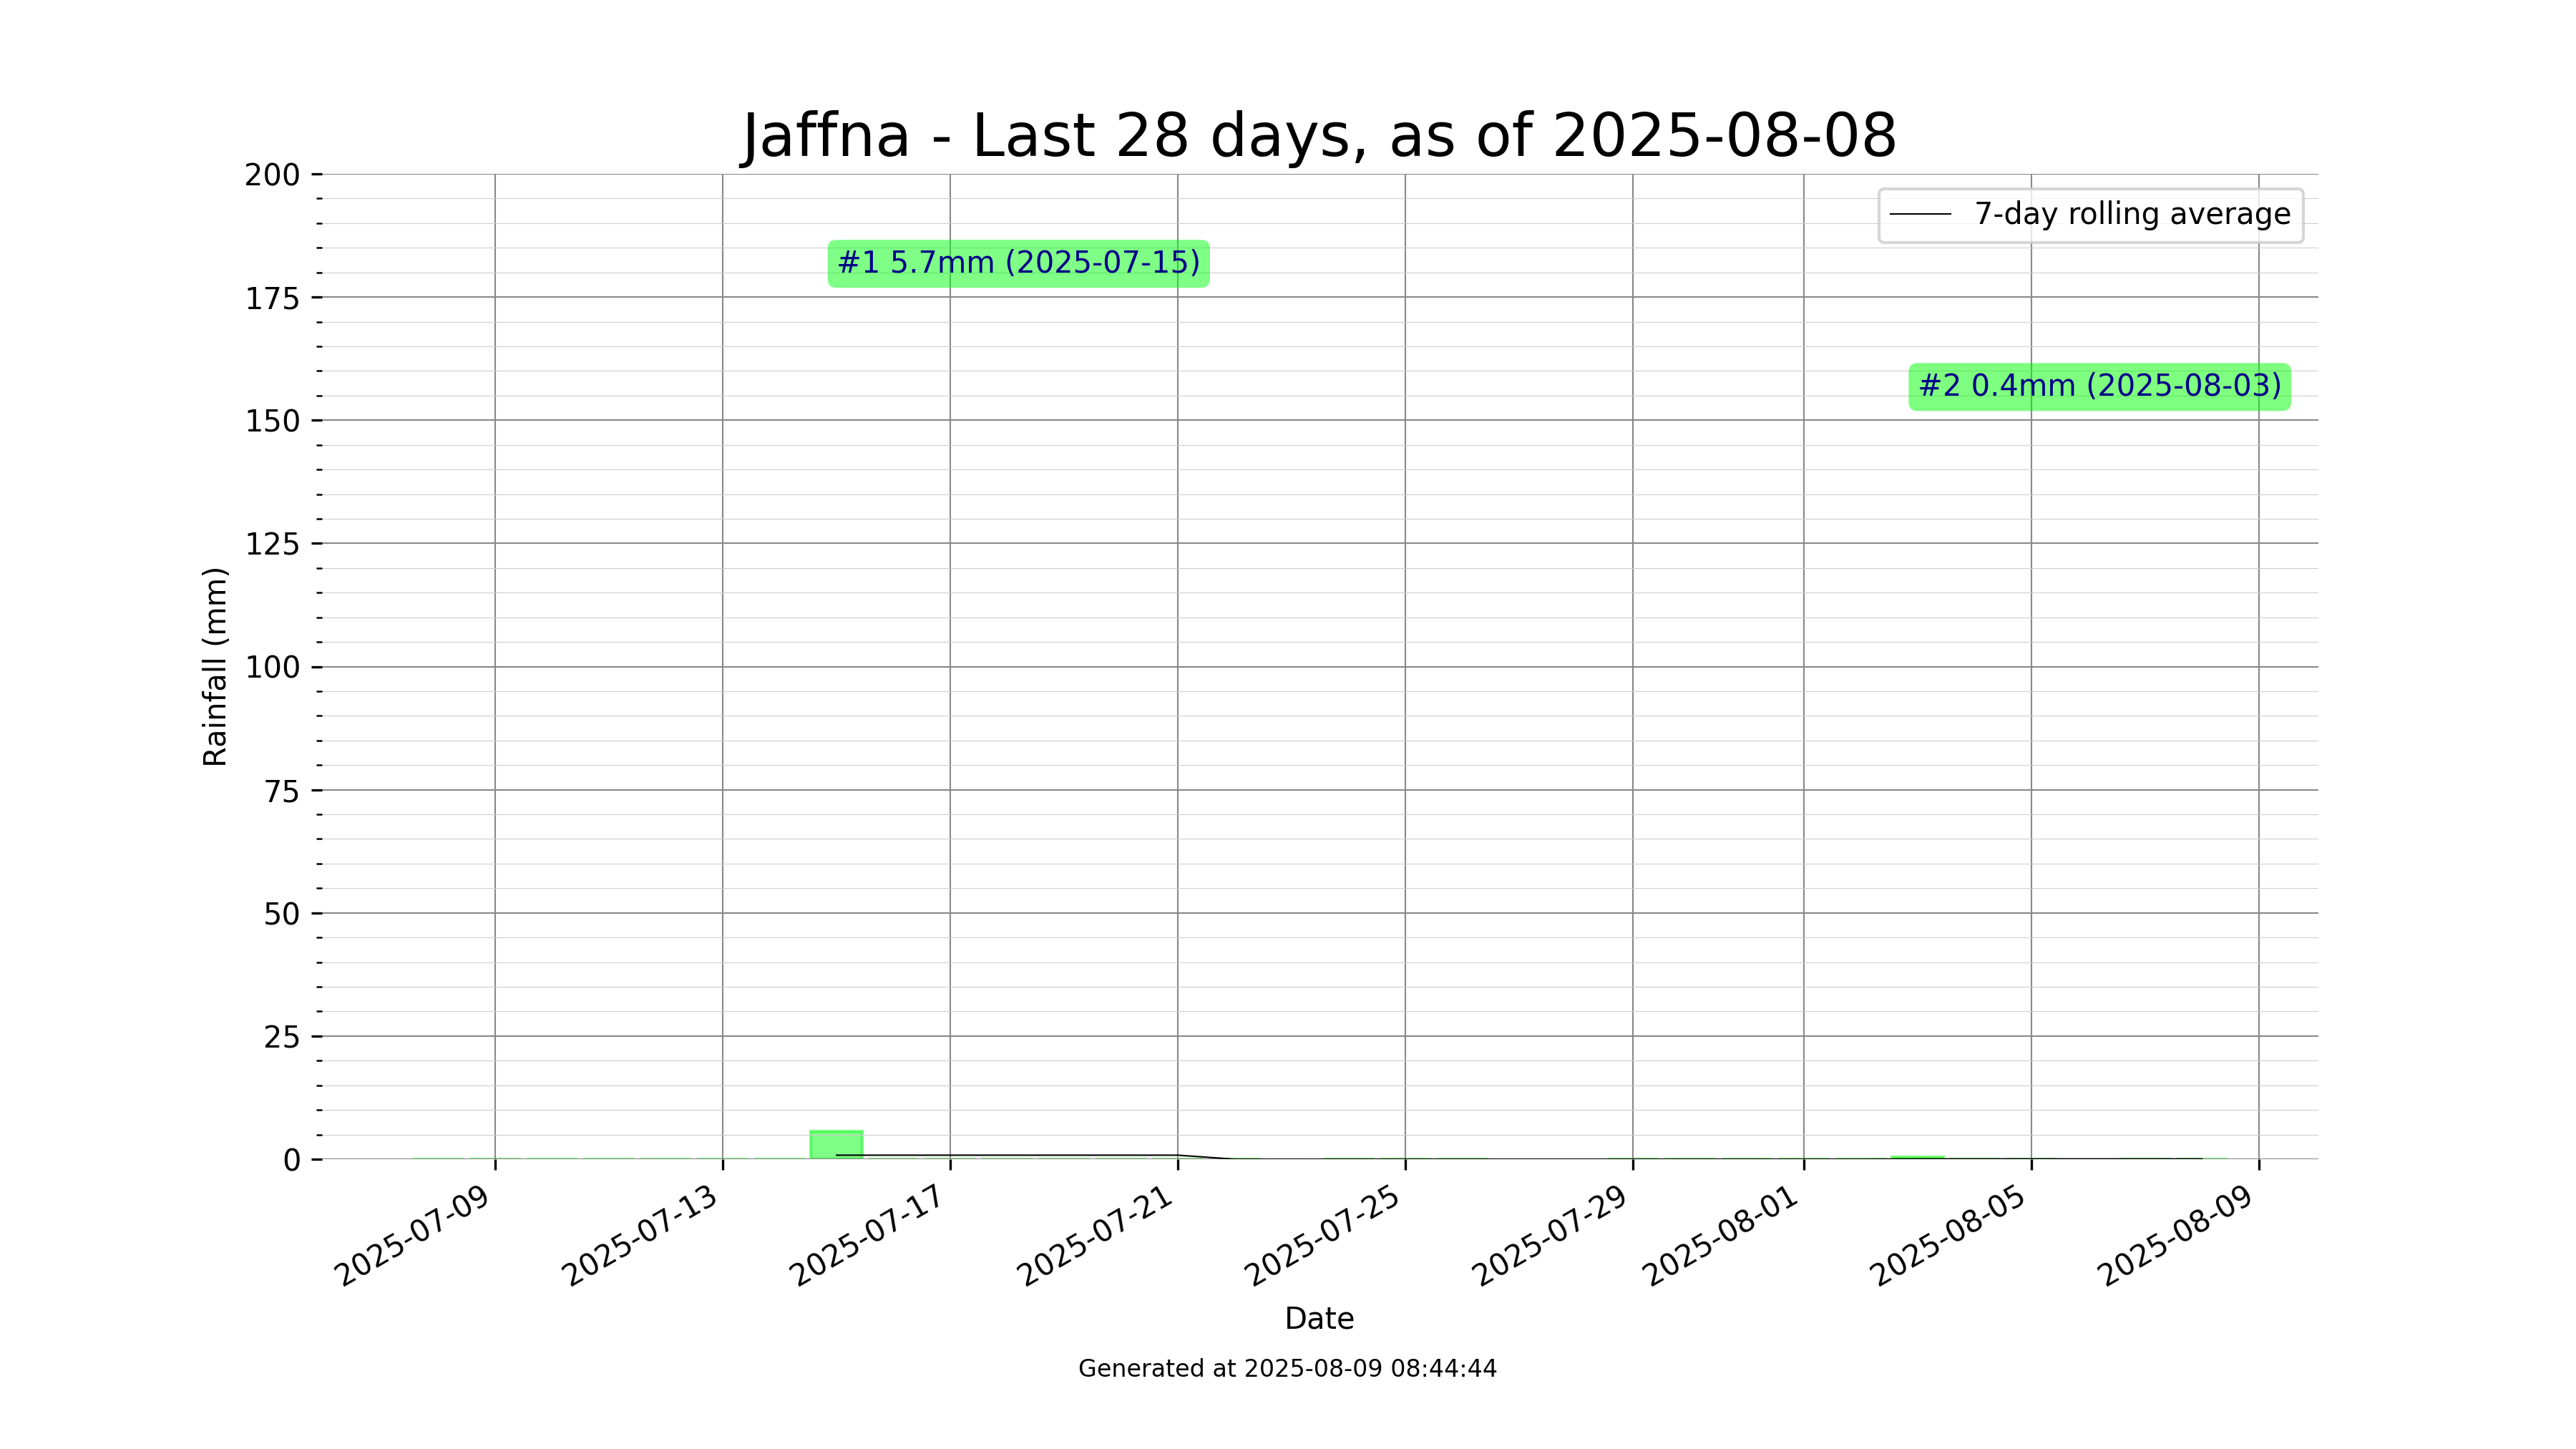 Jaffna - Last 28 days, as of 2025-08-08
7-day rolling average
#1 5.7mm (2025-07-15)
#2 0.4mm (2025-08-03)
Rainfall (mm)
200
175
150
125
100
75
50
25
0
2025-07-09
2025-07-13
2025-07-17
2025-07-21
2025-07-25
2025-07-29
2025-08-01
2025-08-05
2025-08-09
Date
Generated at 2025-08-09 08:44:44